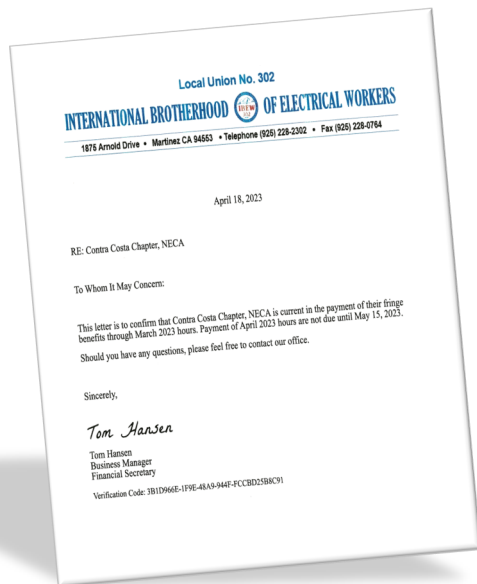 Local Union No. 302
INTERNATIONAL BROTHERHOOD OF ELECTRICAL WORKERS
1875 Arnold Drive • Martinez CA 94553 • Telephone (925) 228-2302 • Fax (925) 228-0764
April 18, 2023
RE: Contra Costa Chapter, NECA
To Whom It May Concern:
This letter is to confirm that Contra Costa Chapter, NECA is current in the payment of their fringe
benefits through March 2023 hours. Payment of April 2023 hours are not due until May 15, 2023.
Should you have any questions, please feel free to contact our office.
Sincerely,
Tom Hansen
Tom Hansen
Business Manager
Financial Secretary
Verification Code: 3B1D966E-1F9E-48A9-944F-FCCBD25B8C91